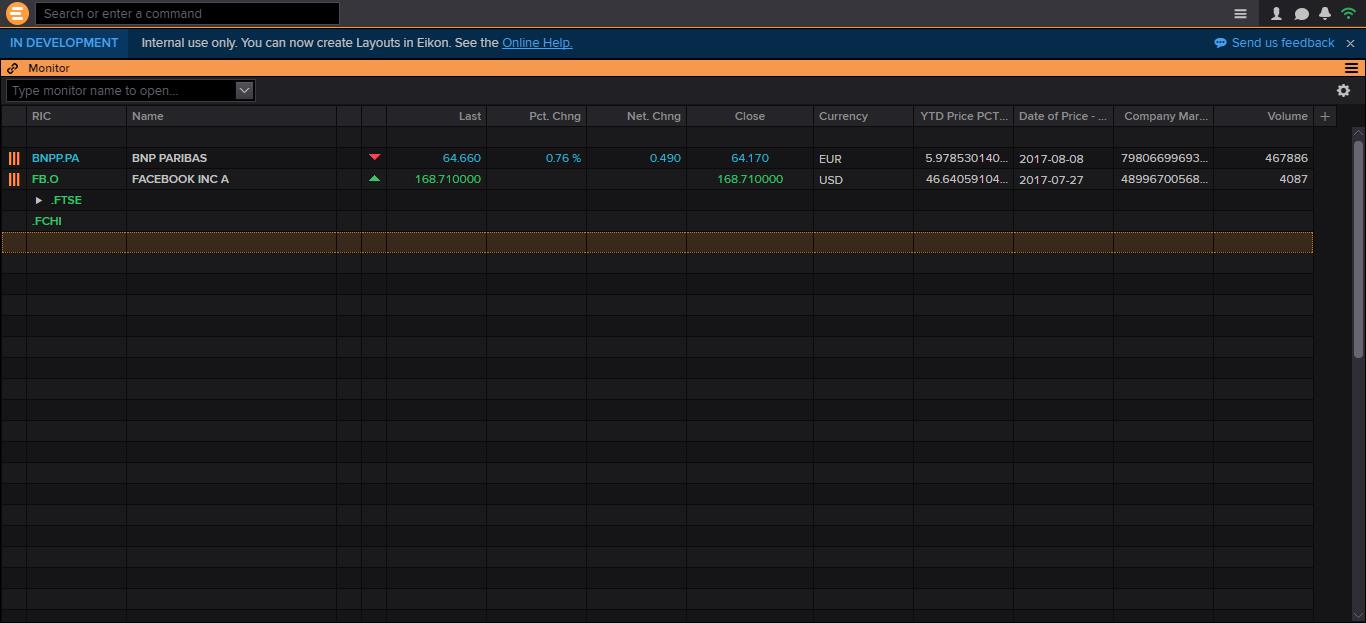 Search or enter a command
IN DEVELOPMENT Internal use only. You can now create Layouts in Eikon. See the Online Help. Send us feedback
Monitor
Type monitor name to open...
RIC Name Last Pct. Chng Net. Chng Close Currency YTD Price PCT... Date of Price - ... Company Mar... Volume
BNPP.PA BNP PARIBAS 64.660 0.76 % 0.490 64.170 EUR 5.978530140... 2017-08-08 79806699693... 467886
FB.O FACEBOOK INC A 168.710000 168.710000 USD 46.64059104... 2017-07-27 48996700568... 4087
.FTSE
.FCHI